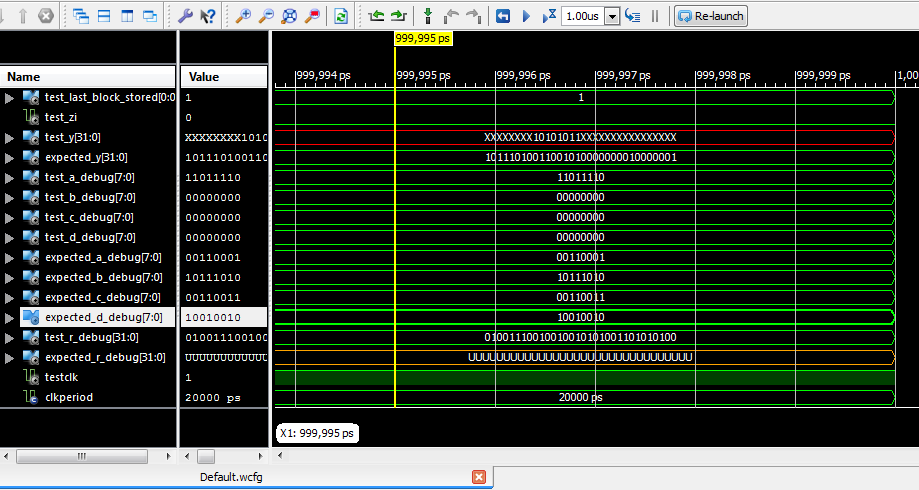 1.00us Re-launch
999,995 ps
Name Value 999,994 ps 999,995 ps 999,996 ps 999,997 ps 999,998 ps 999,999 ps 1,00
test_last_block_stored[0:0 1 1
test_zi 0
test_y[31:0] XXXXXXXX1010 XXXXXXXX10101011XXXXXXXXXXXXXXXX
expected_y[31:0] 101110100110 10111010011001010000000010000001
test_a_debug[7:0] 11011110 11011110
test_b_debug[7:0] 00000000 00000000
test_c_debug[7:0] 00000000 00000000
test_d_debug[7:0] 00000000 00000000
expected_a_debug[7:0] 00110001 00110001
expected_b_debug[7:0] 10111010 10111010
expected_c_debug[7:0] 00110011 00110011
expected_d_debug[7:0] 10010010 10010010
test_r_debug[31:0] 010011100100 01001110010010010101001101010100
expected_r_debug[31:0] UUUUUUUUUUUU UUUUUUUUUUUUUUUUUUUUUUUUUUUUUUUU
testclk 1
clkperiod 20000 ps 20000 ps
X1: 999,995 ps
Default.wcfg